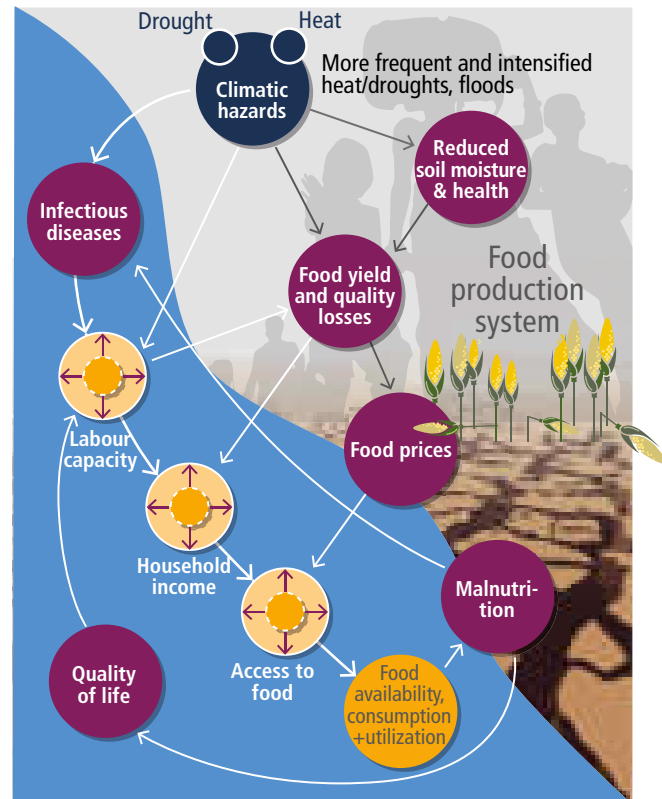 Drought
Heat
Climatic
hazards
More frequent and intensified
heat/droughts, floods
Reduced
soil moisture
& health
Infectious
diseases
Food yield
and quality
losses
Food
production
system
Labour
capacity
Food prices
Household
income
Malnutri-
tion
Access to
food
Quality
of life
Food
availability,
consumption
+utilization